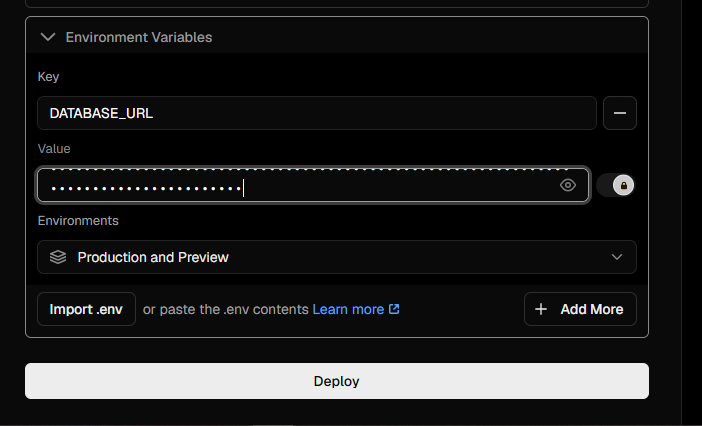 Environment Variables
Key
DATABASE_URL
Value
••••••••••••••••••••••••••••••••••••••••••••••••••••••••••••••
•••••••••••••••••••••••
Environments
Production and Preview
Import .env or paste the .env contents Learn more
Add More
Deploy